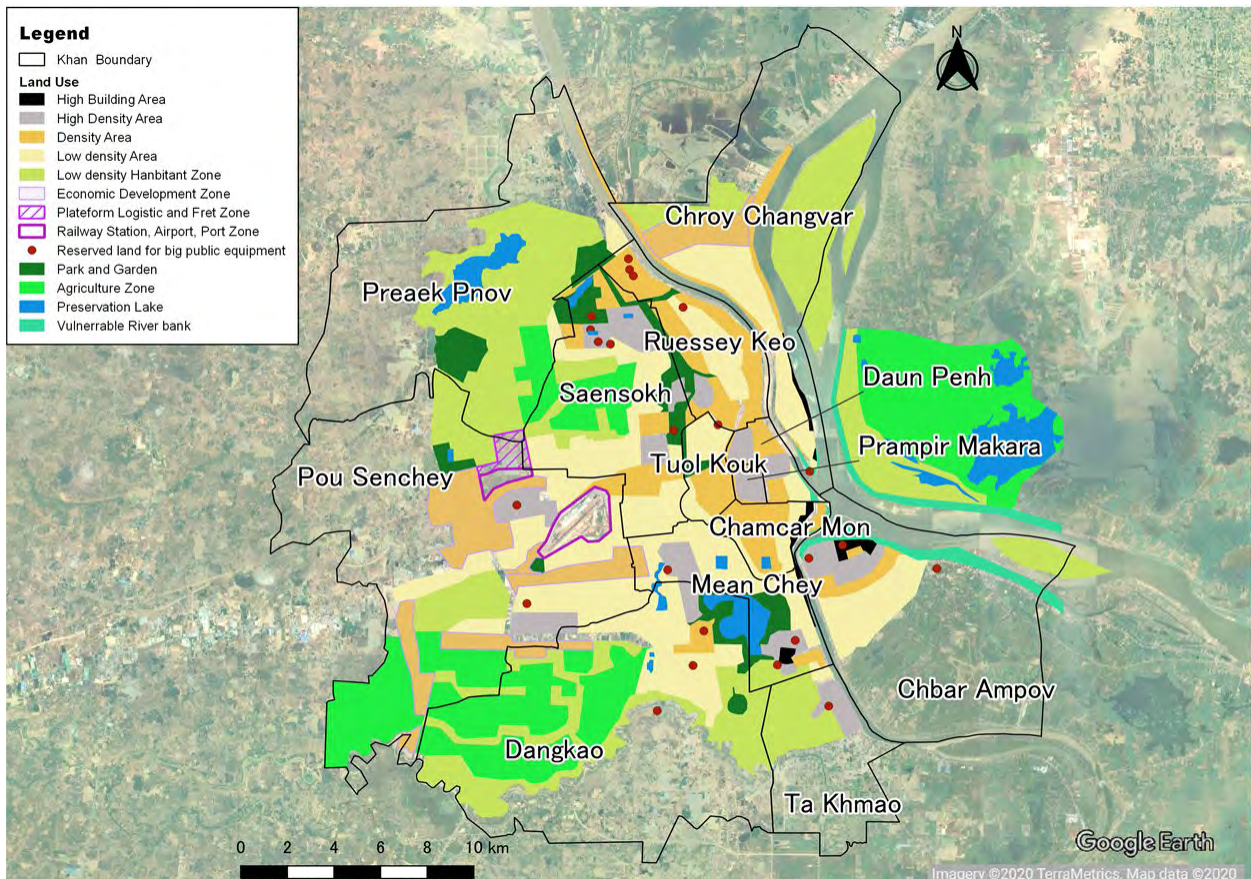 Legend
Khan Boundary
Land Use
High Building Area
High Density Area
Density Area
Low density Area
Low density Hanbitant Zone
Economic Development Zone
Plateform Logistic and Fret Zone
Railway Station, Airport, Port Zone
Reserved land for big public equipment
Park and Garden
Agriculture Zone
Preservation Lake
Vulnerrable River bank
N
Chroy Changvar
Preaek Pnov
Ruessey Keo
Daun Penh
Saensokh
Prampir Makara
Tuol Kouk
Pou Senchey
Chamcar Mon
Mean Chey
Chbar Ampov
Dangkao
Ta Khmao
0 2 4 6 8 10 km
Google Earth
Imagery ©2020 TerraMetrics, Map data ©2020